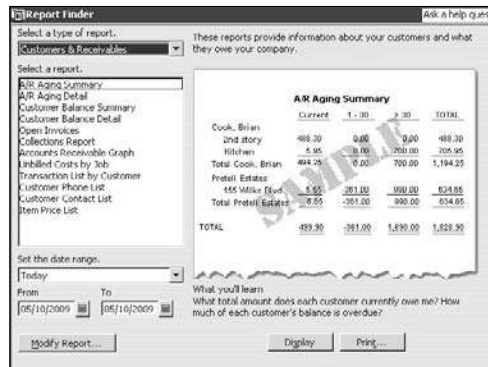 Report Finder
Ask a help ques
Select a type of report.
Customers & Receivables
Select a report.
A/R Aging Summary
A/R Aging Detail
Customer Balance Summary
Customer Balance Detail
Open Invoices
Collections Report
Accounts Receivable Graph
Unbilled Costs by Job
Transaction List by Customer
Customer Phone List
Customer Contact List
Item Price List
Set the date range.
Today
From To
05/10/2009 05/10/2009
Modify Report...
These reports provide information about your customers and what
they owe your company.
A/R Aging Summary
Current 1 - 30 > 30 TOTAL
Cook, Brian
2nd story 488.30 0.00 0.00 488.30
Kitchen 5.95 0.00 700.00 705.95
Total Cook, Brian 494.25 0.00 700.00 1,194.25
Pretell Estates
155 Wilks Blvd. 5.65 -361.00 990.00 634.65
Total Pretell Estates 5.65 -361.00 990.00 634.65
TOTAL 499.90 -361.00 1,690.00 1,828.90
SAMPLE
What you'll learn
What total amount does each customer currently owe me? How
much of each customer's balance is overdue?
Display Print...